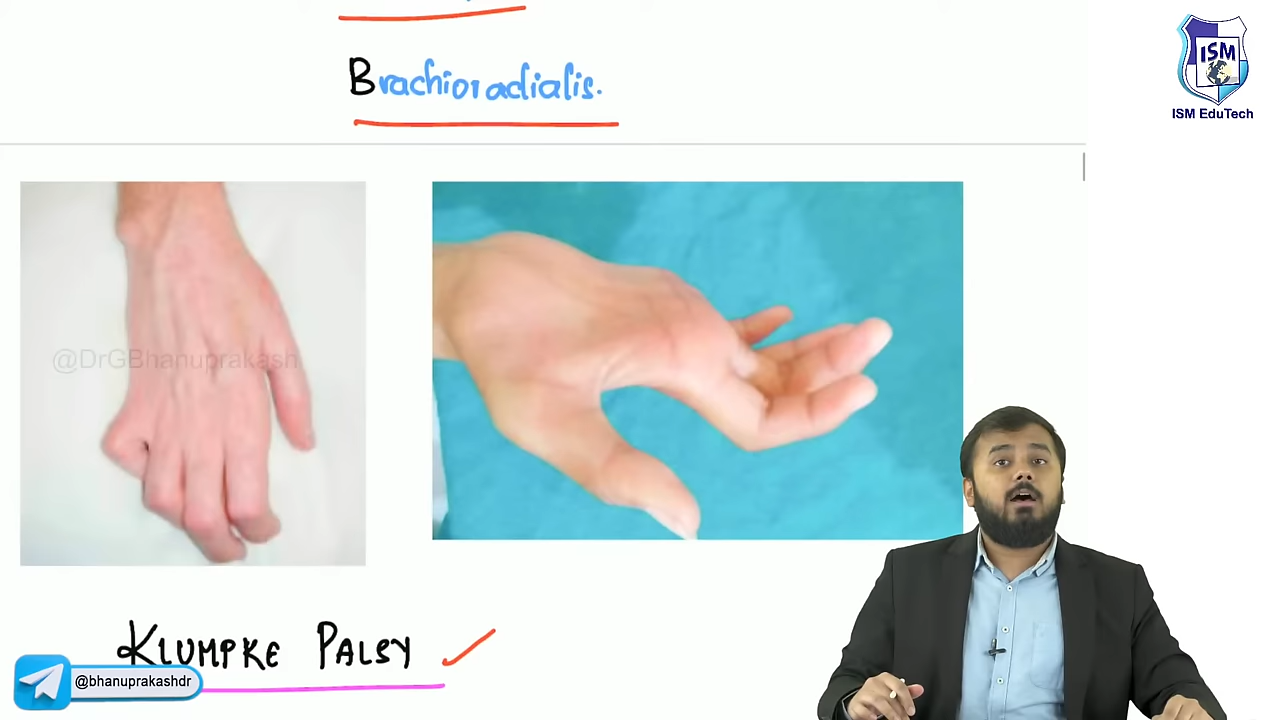 Brachioradialis.
ISM
ISM EduTech
@DrGBhanuprakash
KLUMPKE PALSY
@bhanuprakashdr